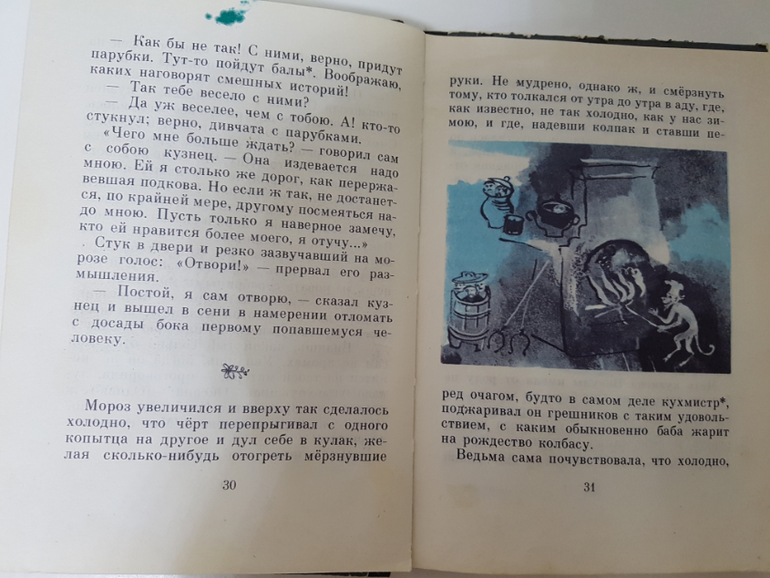 — Как бы не так! С ними, верно, придут
парубки. Тут-то пойдут балы*. Воображаю,
каких наговорят смешных историй!
— Так тебе весело с ними?
— Да уж веселее, чем с тобою. А! кто-то
стукнул; верно, дивчата с парубками.
«Чего мне больше ждать? — говорил сам
с собою кузнец. — Она издевается надо
мною. Ей я столько же дорог, как перержа-
вевшая подкова. Но если ж так, не достанет-
ся, по крайней мере, другому посмеяться на-
до мною. Пусть только я наверное замечу,
кто ей нравится более моего, я отучу...»
Стук в двери и резко зазвучавший на мо-
розе голос: «Отвори!» — прервал его раз-
мышления.
— Постой, я сам отворю, — сказал куз-
нец и вышел в сени в намерении отломать
с досады бока первому попавшемуся че-
ловеку.
Мороз увеличился и вверху так сделалось
холодно, что чёрт перепрыгивал с одного
копытца на другое и дул себе в кулак, же-
лая сколько-нибудь отогреть мёрзнувшие
30
руки. Не мудрено, однако ж, и смёрзнуть
тому, кто толкался от утра до утра в аду, где,
как известно, не так холодно, как у нас зи-
мою, и где, надевши колпак и ставши пе-
ред очагом, будто в самом деле кухмистр*,
поджаривал он грешников с таким удоволь-
ствием, с каким обыкновенно баба жарит
на рождество колбасу.
Ведьма сама почувствовала, что холодно,
31